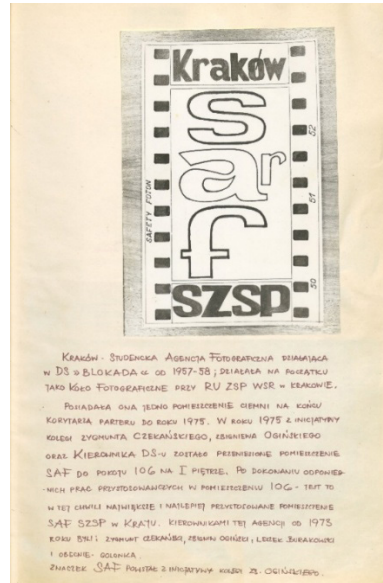 Kraków
SAFETY FOTON
saf
52
51
50
SZSP
KRAKÓW - STUDENCKA AGENCJA FOTOGRAFICZNA DZIAŁAJĄCA
W DS "BLOKADA" OD 1957-58; DZIAŁAŁA NA POCZĄTKU
JAKO KOŁO FOTOGRAFICZNE PRZY RU ZSP WSR W KRAKOWIE.
POSIADAŁA ONA JEDNO POMIESZCZENIE CIEMNI NA KOŃCU
KORYTARZA PARTERU DO ROKU 1975. W ROKU 1975 Z INICJATYWY
KOLEGI ZYGMUNTA CZEKAŃSKIEGO, ZBIGNIEWA OGIŃSKIEGO
ORAZ KIEROWNIKA DS-U ZOSTAŁO PRZENIESIONE POMIESZCZENIE
SAF DO POKOJU 106 NA I PIĘTRZE. PO DOKONANIU ODPOWIED-
-NICH PRAC PRZYSTOSOWAWCZYCH W POMIESZCZENIU 106 - JEST TO
W TEJ CHWILI NAJWIĘKSZE I NAJLEPIEJ PRZYSTOSOWANE POMIESZCZENIE
SAF SZSP W KRAJU. KIEROWNIKAMI TEJ AGENCJI OD 1975
ROKU BYLI: ZYGMUNT CZEKAŃSKI, ZBIGNIEW OGIŃSKI, LESZEK BURAKOWSKI
I OBECNIE - GOLONKA.
ZNACZEK SAF POWSTAŁ Z INICJATYWY KOLEGI ZB. OGIŃSKIEGO.